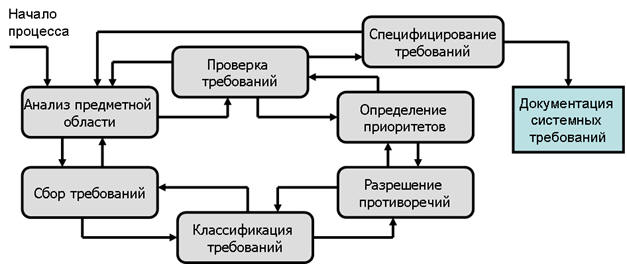 Начало
процесса
Специфицирование
требований
Проверка
требований
Анализ предметной
области
Определение
приоритетов
Документация
системных
требований
Сбор требований
Разрешение
противоречий
Классификация
требований